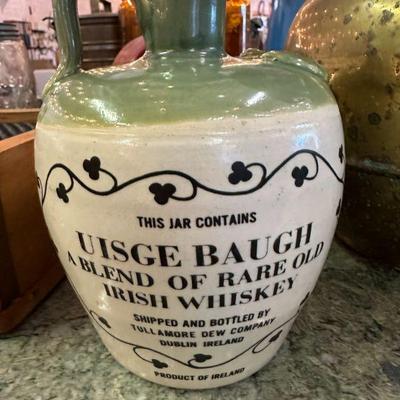 THIS JAR CONTAINS
UISGE BAUGH
A BLEND OF RARE OLD
IRISH WHISKEY
SHIPPED AND BOTTLED BY
TULLAMORE DEW COMPANY
DUBLIN IRELAND
PRODUCT OF IRELAND